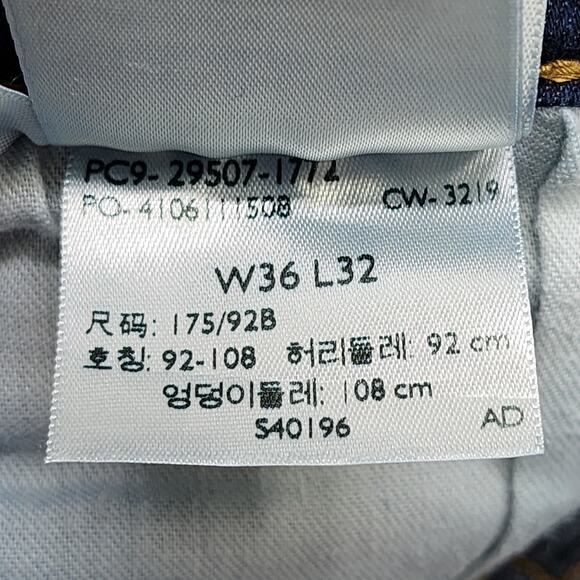 PC9- 29507-1772
PO- 4106111508 CW- 3219
W36 L32
尺码: 175/92B
호칭: 92-108 허리둘레: 92 cm
엉덩이둘레: 108 cm
S40196 AD